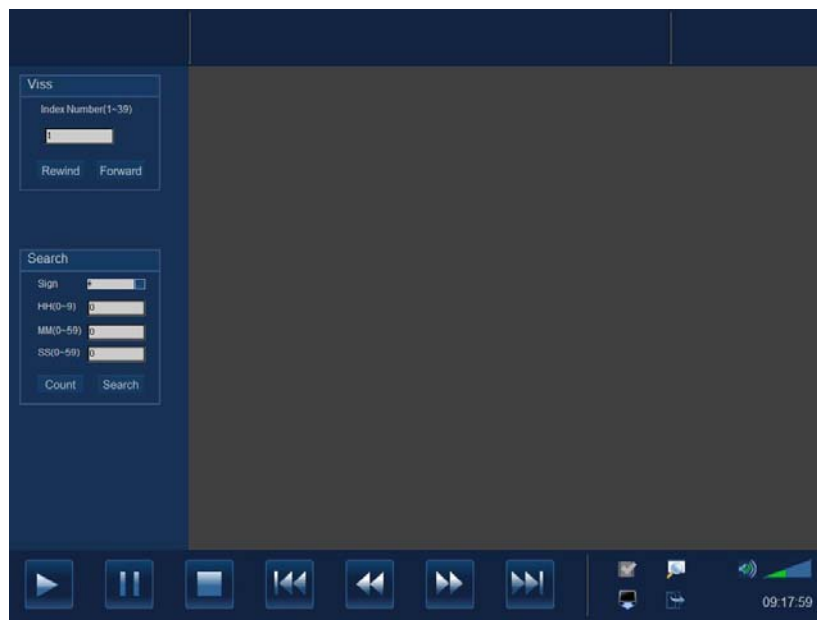 Viss
Index Number(1~39)
1
Rewind Forward
Search
Sign +
HH(0~9) 0
MM(0~59) 0
SS(0~59) 0
Count Search
09:17:59